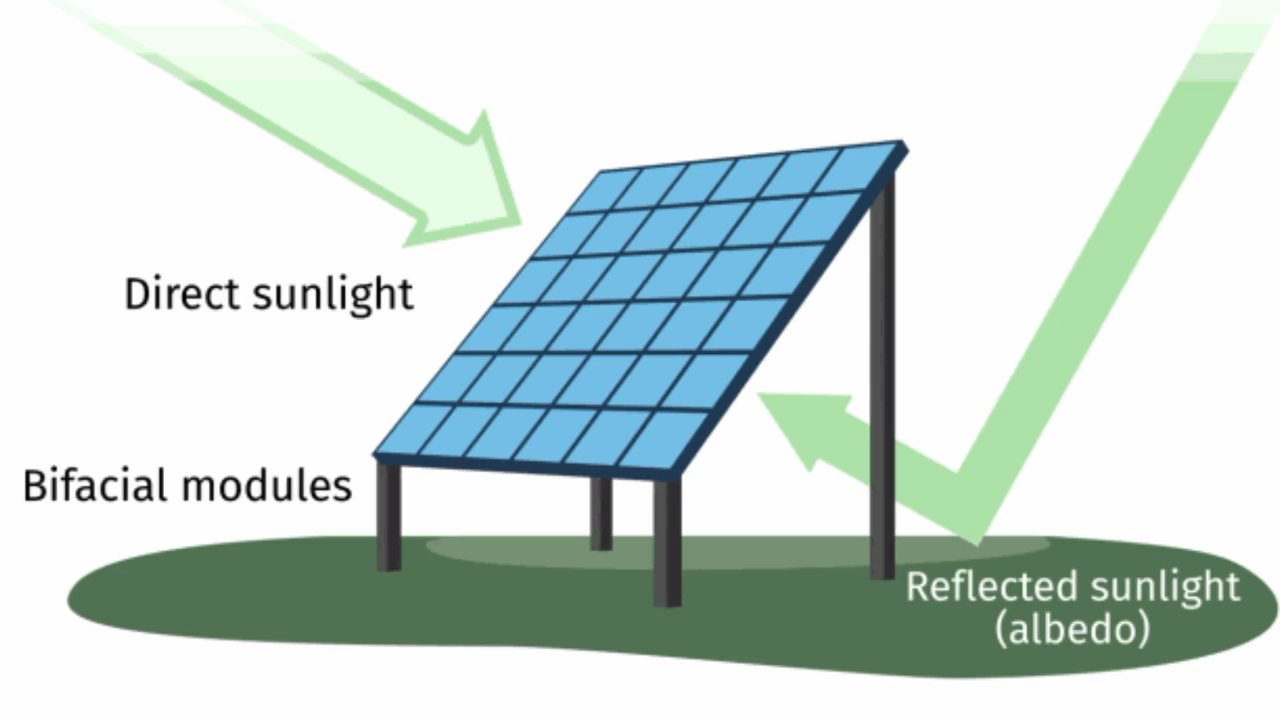 Direct sunlight
Bifacial modules
Reflected sunlight
(albedo)